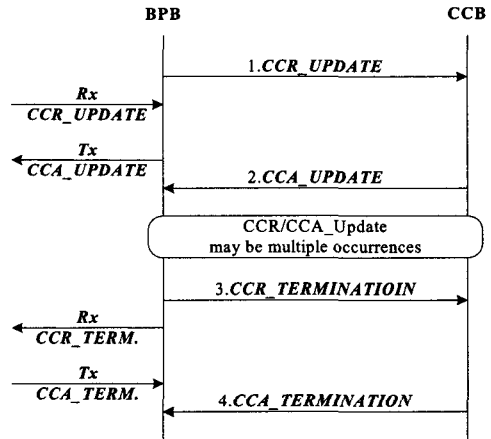 BPB CCB
1.CCR_UPDATE
Rx
CCR_UPDATE
Tx
CCA_UPDATE
2.CCA_UPDATE
CCR/CCA_Update
may be multiple occurrences
3.CCR_TERMINATIOIN
Rx
CCR_TERM.
Tx
CCA_TERM.
4.CCA_TERMINATION